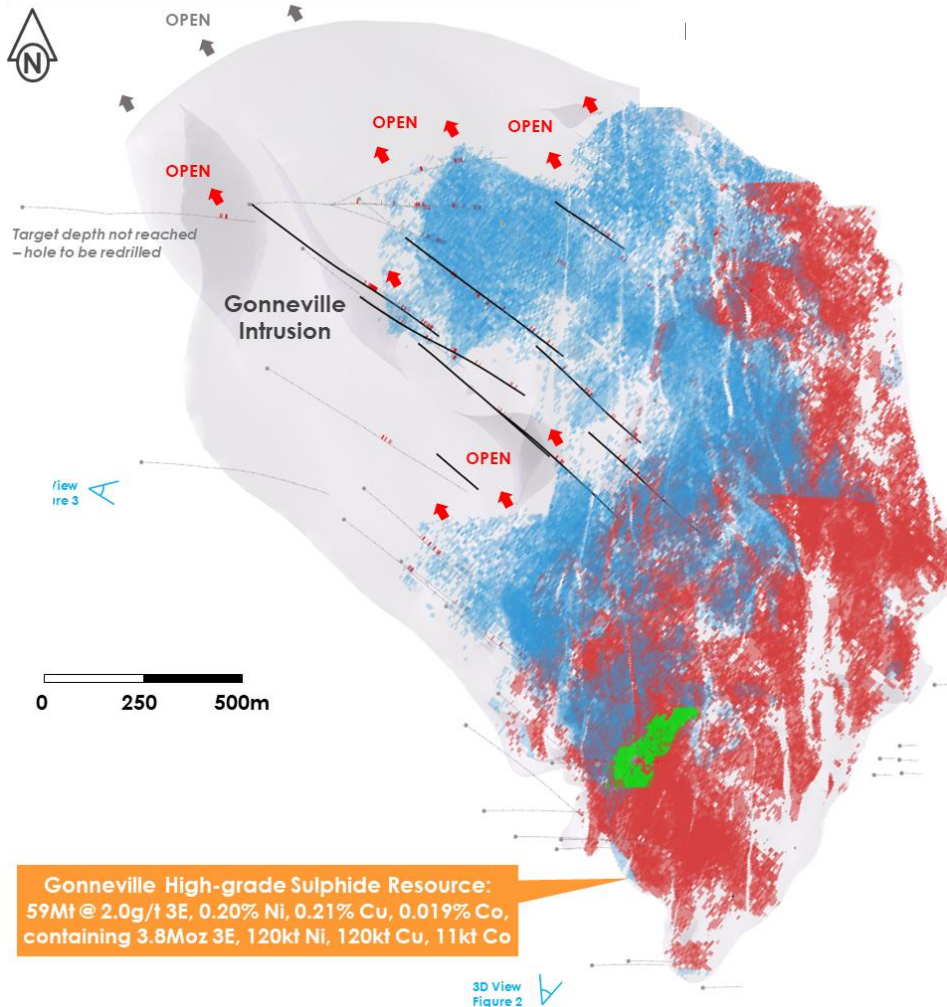 OPEN
N
OPEN
OPEN
OPEN
Target depth not reached
– hole to be redrilled
Gonneville
Intrusion
OPEN
View
ure 3
0 250 500m
Gonneville High-grade Sulphide Resource:
59Mt @ 2.0g/t 3E, 0.20% Ni, 0.21% Cu, 0.019% Co,
containing 3.8Moz 3E, 120kt Ni, 120kt Cu, 11kt Co
3D View
Figure 2